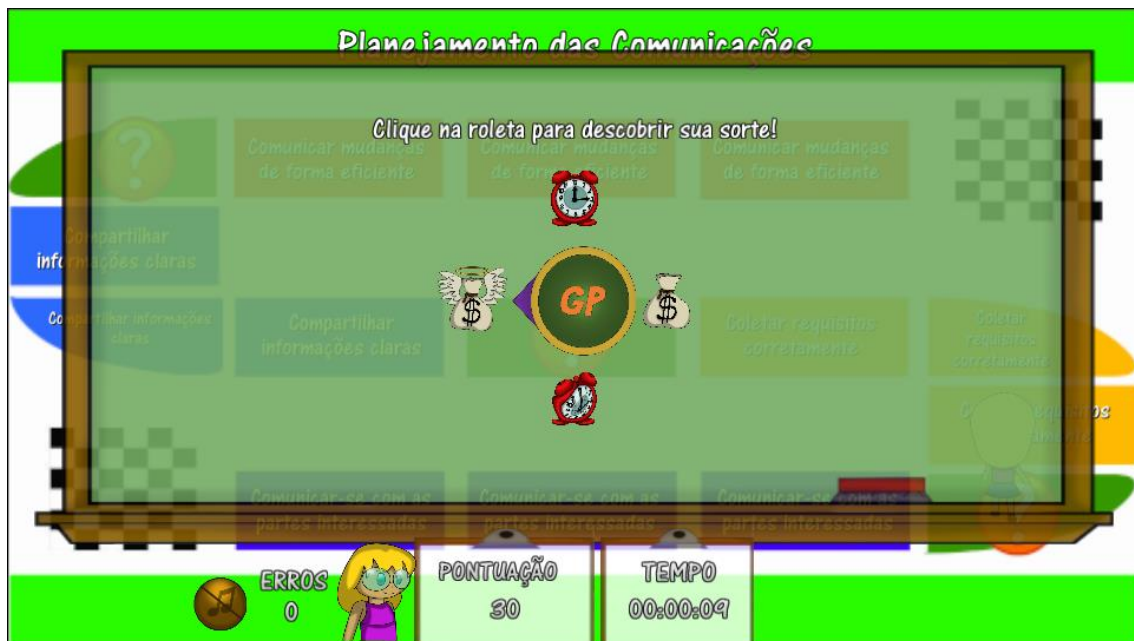 Planejamento das Comunicações
Clique na roleta para descobrir sua sorte!
?
Comunicar mudanças
de forma eficiente
Comunicar mudanças
de forma eficiente
Comunicar mudanças
de forma eficiente
Compartilhar
informações claras
Compartilhar informações
claras
Compartilhar
informações claras
$
GP
$
Coletar requisitos
corretamente
Coletar
requisitos
corretamente
Comunicar-se com as
partes interessadas
Comunicar-se com as
partes interessadas
Comunicar-se com as
partes interessadas
ERROS
0
PONTUAÇÃO
30
TEMPO
00:00:09